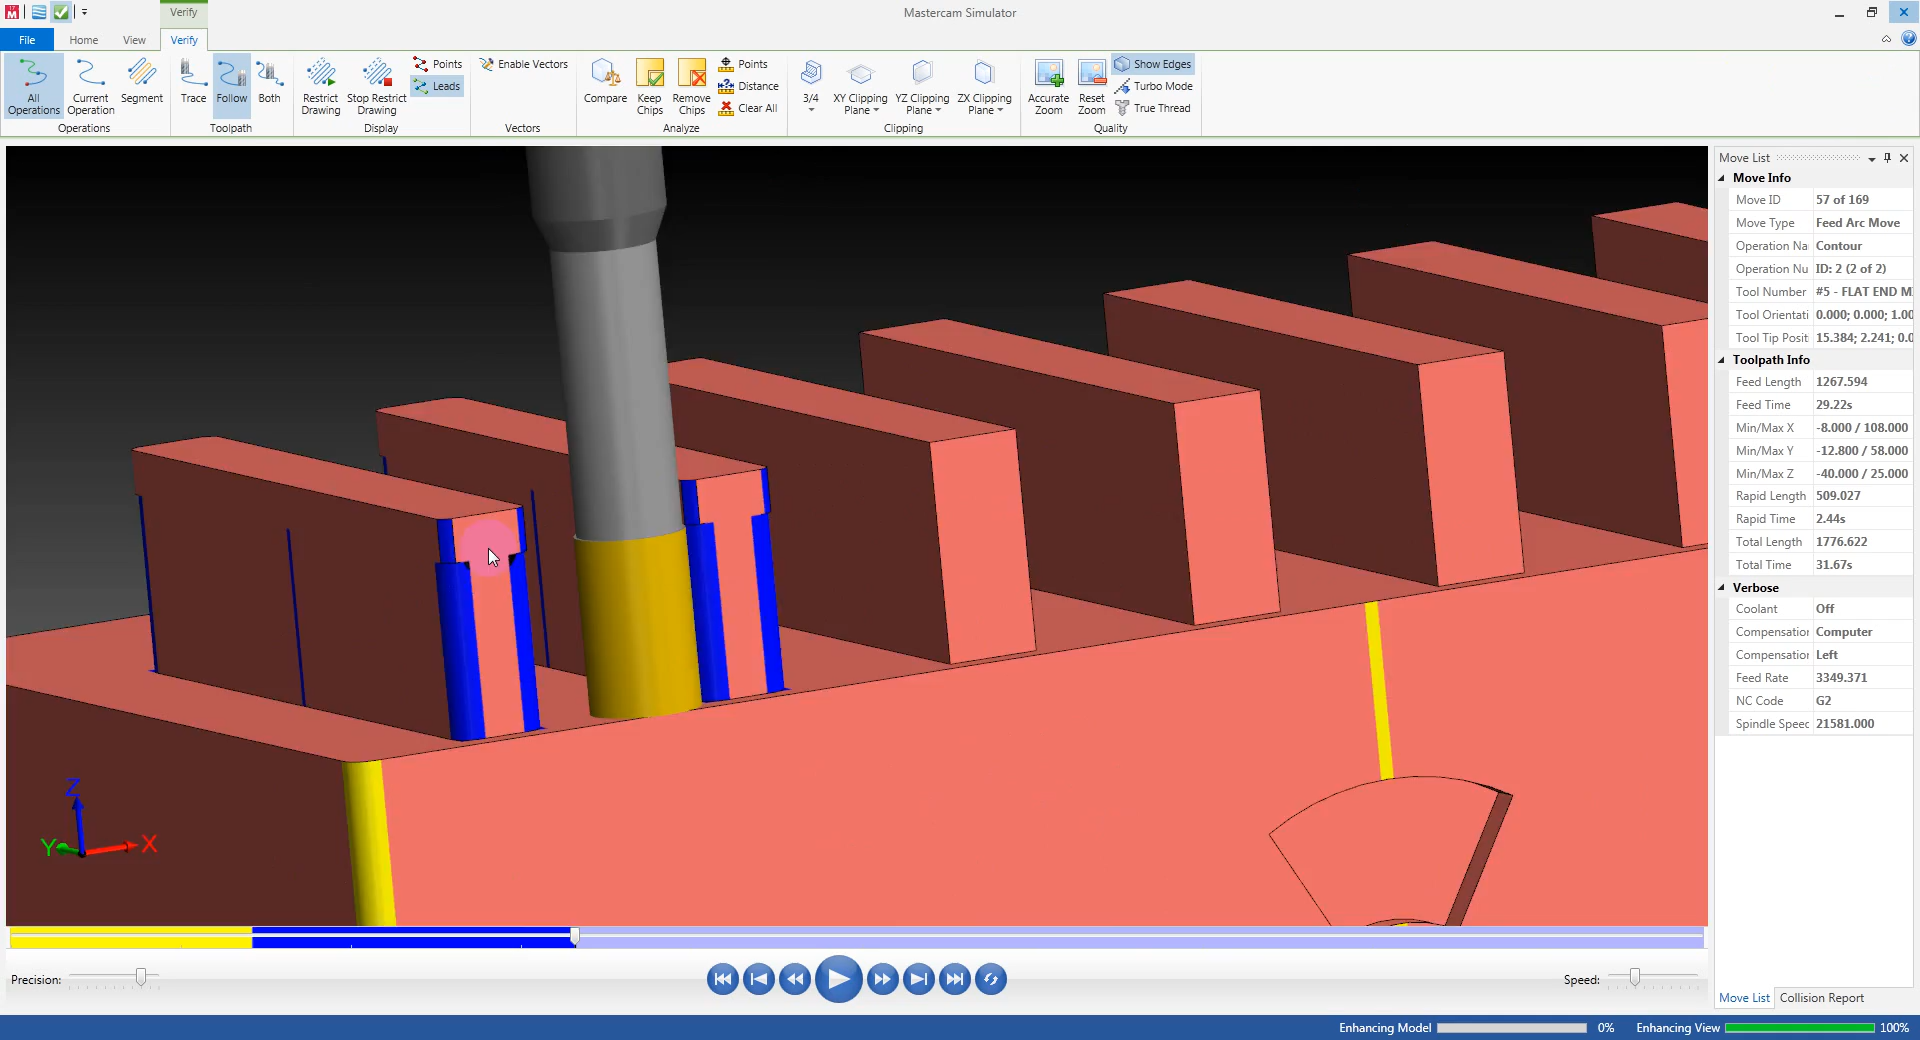 Verify
Mastercam Simulator
File Home View Verify
All Operations
Current Operation
Segment
Operations
Trace
Follow
Both
Toolpath
Restrict Drawing
Stop Restrict Drawing
Points
Leads
Display
Enable Vectors
Vectors
Compare
Keep Chips
Remove Chips
Points
Distance
Clear All
Analyze
3/4
XY Clipping Plane
YZ Clipping Plane
ZX Clipping Plane
Clipping
Accurate Zoom
Reset Zoom
Show Edges
Turbo Mode
True Thread
Quality
Move List
Move Info
Move ID 57 of 169
Move Type Feed Arc Move
Operation Na Contour
Operation Nu ID: 2 (2 of 2)
Tool Number #5 - FLAT END M
Tool Orientati 0.000; 0.000; 1.00
Tool Tip Posit 15.384; 2.241; 0.0
Toolpath Info
Feed Length 1267.594
Feed Time 29.22s
Min/Max X -8.000 / 108.000
Min/Max Y -12.800 / 58.000
Min/Max Z -40.000 / 25.000
Rapid Length 509.027
Rapid Time 2.44s
Total Length 1776.622
Total Time 31.67s
Verbose
Coolant Off
Compensation Computer
Compensation Left
Feed Rate 3349.371
NC Code G2
Spindle Speed 21581.000
Z
Y
X
Precision:
Speed:
Move List Collision Report
Enhancing Model 0% Enhancing View 100%